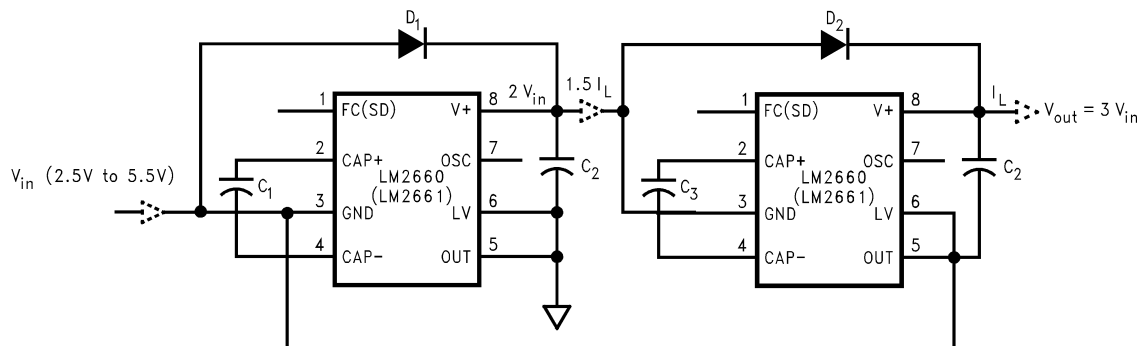 D1
D2
2 Vin
1.5 IL
IL
Vout = 3 Vin
Vin (2.5V to 5.5V)
1
FC(SD)
V+
8
2
CAP+
OSC
7
LM2660
(LM2661)
3
GND
LV
6
4
CAP-
OUT
5
C1
C2
1
FC(SD)
V+
8
2
CAP+
OSC
7
LM2660
(LM2661)
3
GND
LV
6
4
CAP-
OUT
5
C3
C2